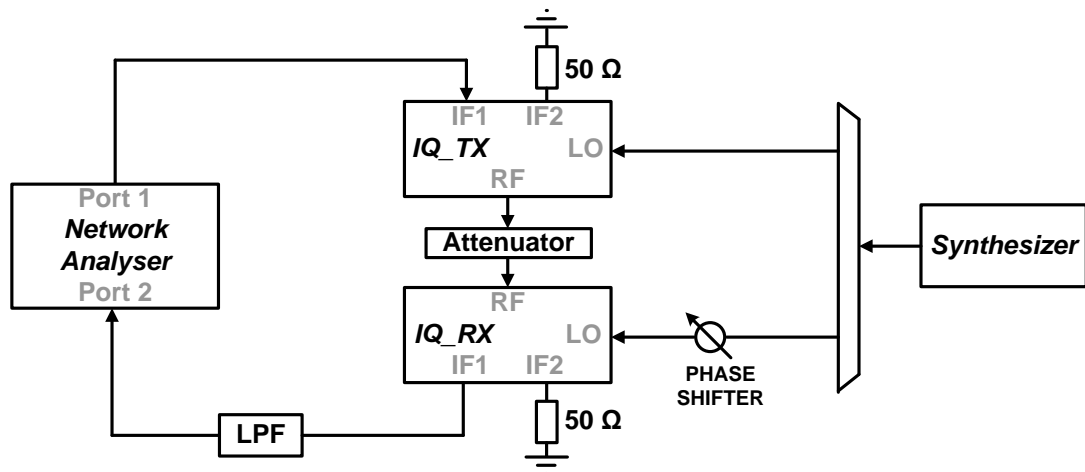 50 Ω
IF1 IF2
IQ_TX LO
RF
Port 1
Network
Analyser
Port 2
Attenuator
Synthesizer
RF
IQ_RX LO
IF1 IF2
PHASE
SHIFTER
50 Ω
LPF